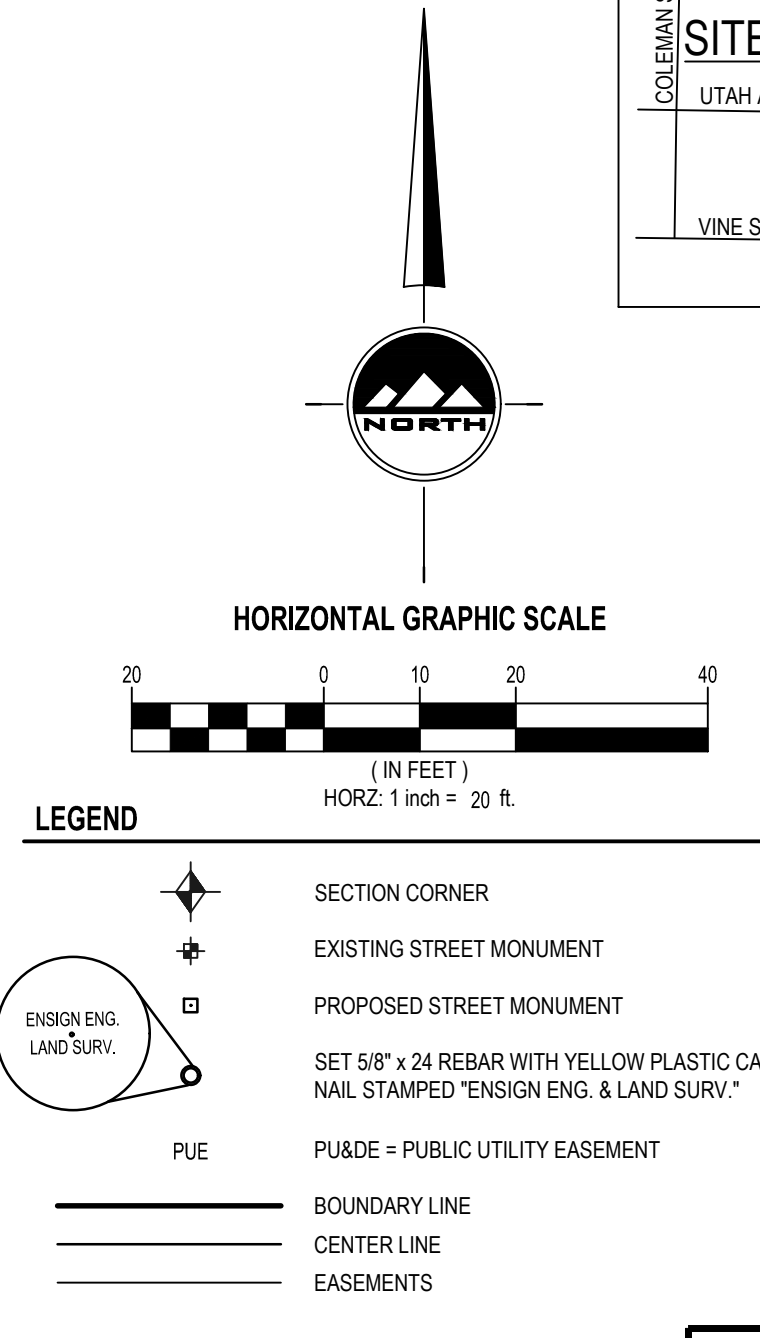 COLEMAN
SITE
UTAH
VINE
NORTH
HORIZONTAL GRAPHIC SCALE
20 0 10 20 40
( IN FEET )
HORZ: 1 inch = 20 ft.
LEGEND
SECTION CORNER
EXISTING STREET MONUMENT
PROPOSED STREET MONUMENT
ENSIGN ENG.
LAND SURV.
SET 5/8" x 24 REBAR WITH YELLOW PLASTIC
NAIL STAMPED "ENSIGN ENG. & LAND SURV."
PUE PU&DE = PUBLIC UTILITY EASEMENT
BOUNDARY LINE
CENTER LINE
EASEMENTS